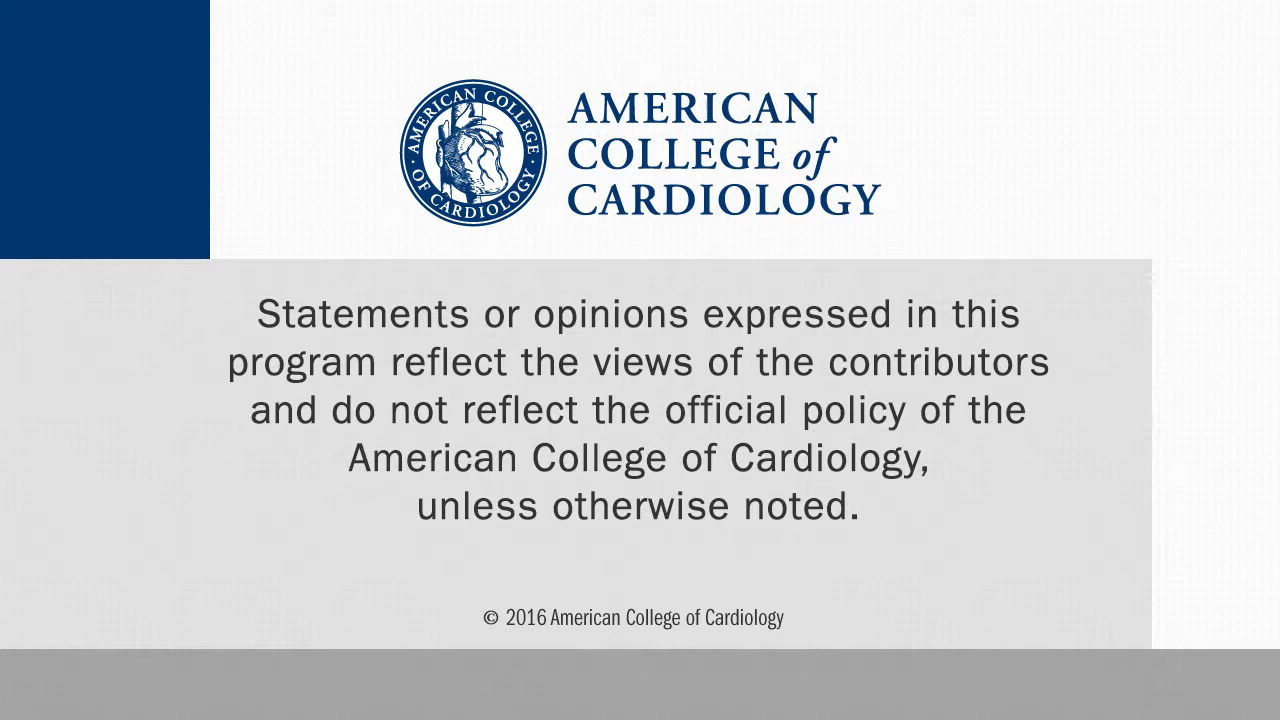 AMERICAN COLLEGE
· OF CARDIOLOGY ·
AMERICAN
COLLEGE of
CARDIOLOGY
Statements or opinions expressed in this
program reflect the views of the contributors
and do not reflect the official policy of the
American College of Cardiology,
unless otherwise noted.
© 2016 American College of Cardiology